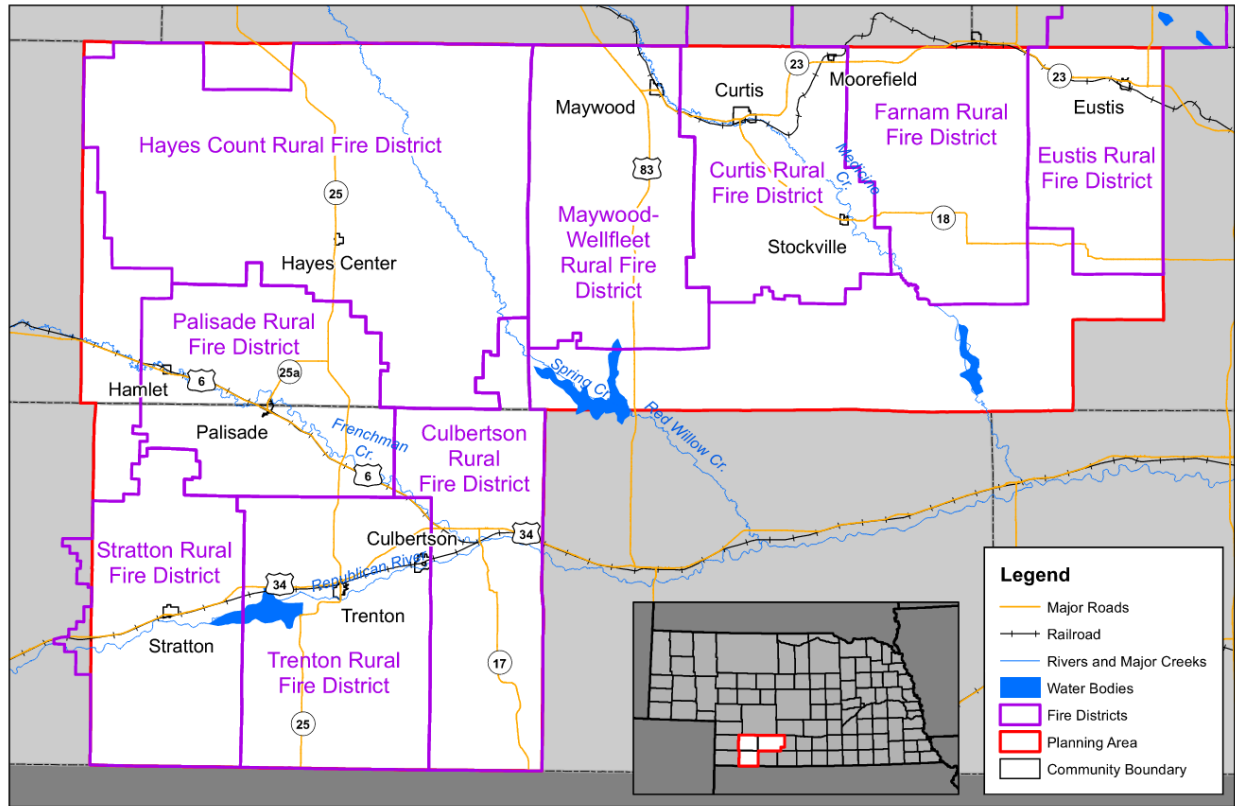 23
Moorefield
23
Curtis
Maywood
Eustis
Farnam Rural
Fire District
Hayes Count Rural Fire District
Medicine
Cr.
Eustis Rural
Fire District
83
Curtis Rural
Fire District
25
Maywood-
Wellfleet
Rural Fire
District
18
Stockville
Hayes Center
Palisade Rural
Fire District
25a
Hamlet
6
Spring Cr.
Red Willow Cr.
Palisade
Frenchman
Cr.
Culbertson
Rural
Fire District
6
34
Culbertson
Stratton Rural
Fire District
34
Republican River
Trenton
Stratton
Trenton Rural
Fire District
17
25
Legend
Major Roads
Railroad
Rivers and Major Creeks
Water Bodies
Fire Districts
Planning Area
Community Boundary